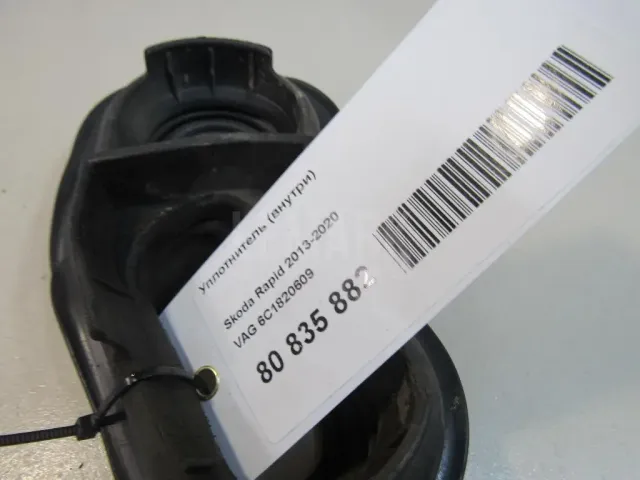 Уплотнитель (внутри)
Skoda Rapid 2013-2020
VAG 6C1820609
80 835 882